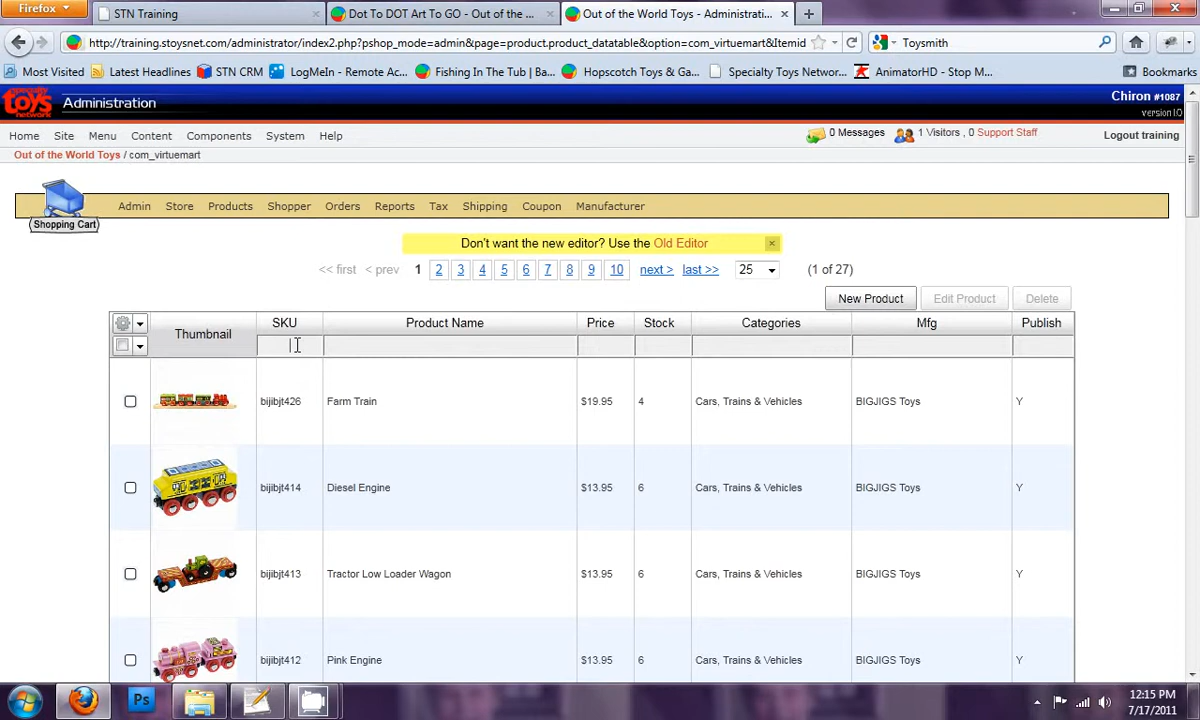 Firefox
STN Training
Dot To DOT Art To GO - Out of the ...
Out of the World Toys - Administrati...
http://training.stoysnet.com/administrator/index2.php?pshop_mode=admin&page=product.product_datatable&option=com_virtuemart&Itemid
Toysmith
Most Visited
Latest Headlines
STN CRM
LogMeIn - Remote Ac...
Fishing In The Tub | Ba...
Hopscotch Toys & Ga...
Specialty Toys Networ...
AnimatorHD - Stop M...
Bookmarks
specialty toys network
Administration
Chiron #1087
version 1.0
Home Site Menu Content Components System Help
0 Messages 1 Visitors , 0 Support Staff Logout training
Out of the World Toys / com_virtuemart
Shopping Cart
Admin Store Products Shopper Orders Reports Tax Shipping Coupon Manufacturer
Don't want the new editor? Use the Old Editor
<< first < prev 1 2 3 4 5 6 7 8 9 10 next > last >> 25 (1 of 27)
New Product Edit Product Delete
Thumbnail SKU Product Name Price Stock Categories Mfg Publish
bijibjt426 Farm Train $19.95 4 Cars, Trains & Vehicles BIGJIGS Toys Y
bijibjt414 Diesel Engine $13.95 6 Cars, Trains & Vehicles BIGJIGS Toys Y
bijibjt413 Tractor Low Loader Wagon $13.95 6 Cars, Trains & Vehicles BIGJIGS Toys Y
bijibjt412 Pink Engine $13.95 6 Cars, Trains & Vehicles BIGJIGS Toys Y
Ps
12:15 PM
7/17/2011